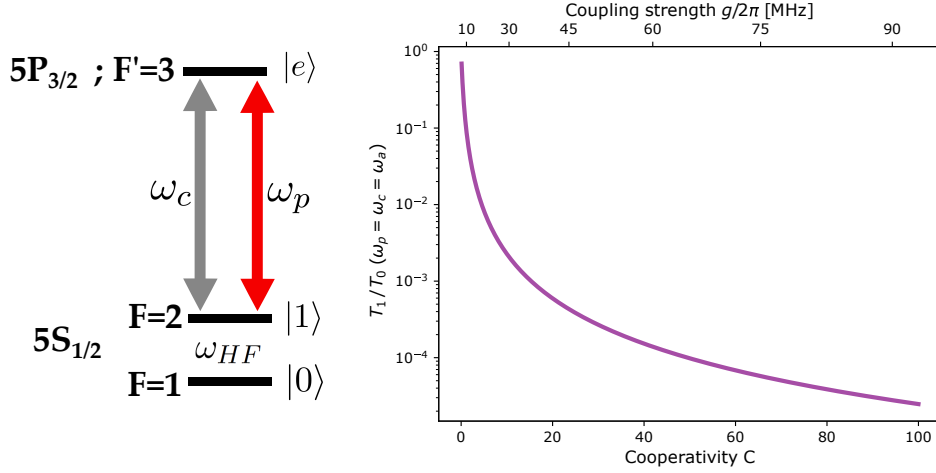 5P3/2 ; F'=3 |e⟩
ωc ωp
F=2 |1⟩
5S1/2
ωHF
F=1 |0⟩
Coupling strength g/2π [MHz]
10 30 45 60 75 90
10^0
10^-1
10^-2
10^-3
10^-4
T1/T0 (ωp = ωc = ωa)
0 20 40 60 80 100
Cooperativity C